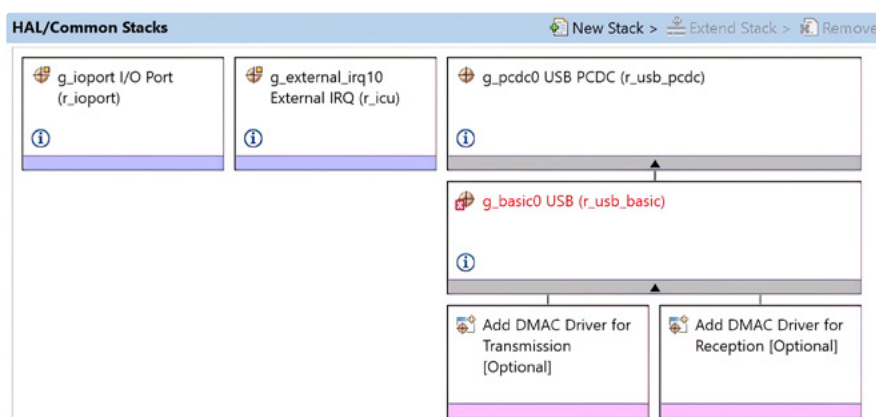 HAL/Common Stacks
New Stack > Extend Stack > Remove
g_ioport I/O Port
(r_ioport)
g_external_irq10
External IRQ (r_icu)
g_pcdc0 USB PCDC (r_usb_pcdc)
g_basic0 USB (r_usb_basic)
Add DMAC Driver for
Transmission
[Optional]
Add DMAC Driver for
Reception [Optional]